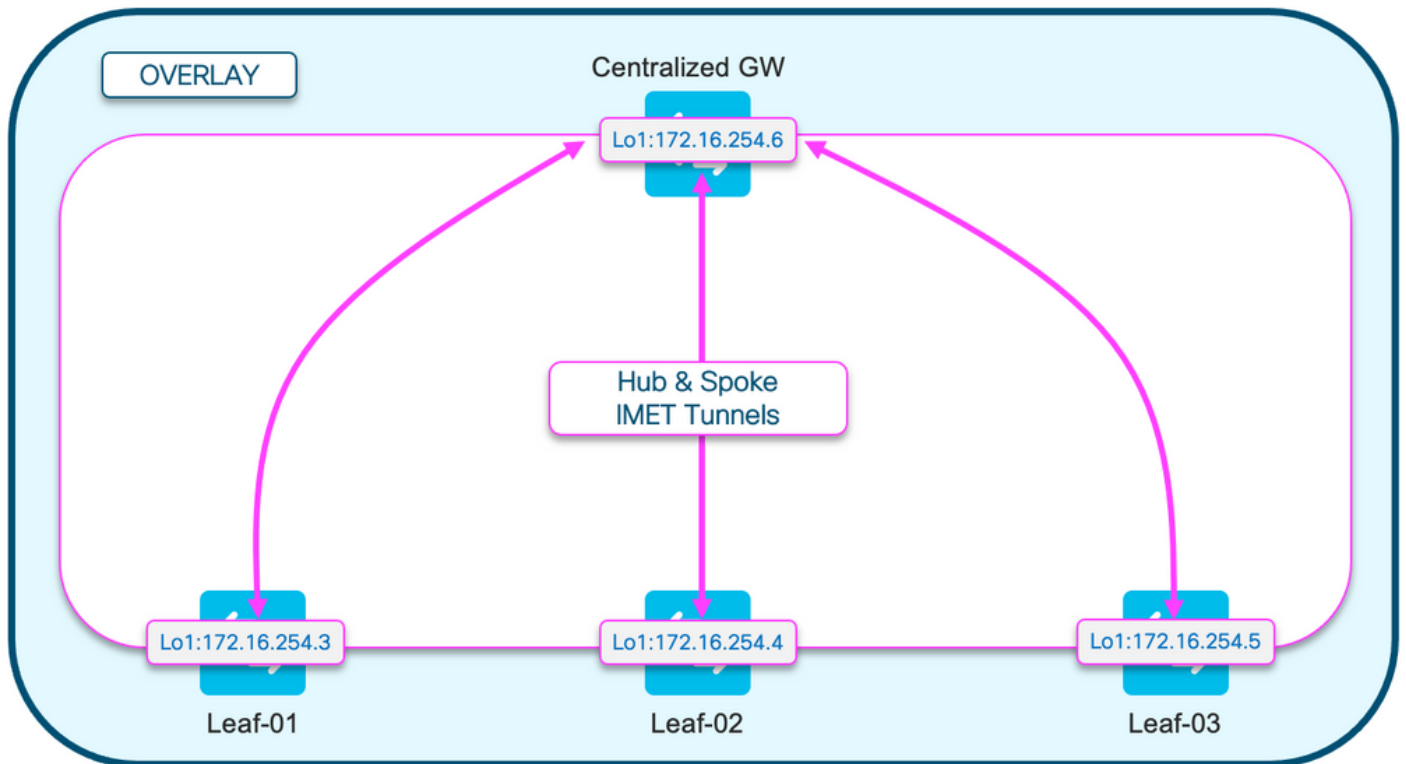 OVERLAY
Centralized GW
Lo1:172.16.254.6
Hub & Spoke
IMET Tunnels
Lo1:172.16.254.3
Lo1:172.16.254.4
Lo1:172.16.254.5
Leaf-01
Leaf-02
Leaf-03